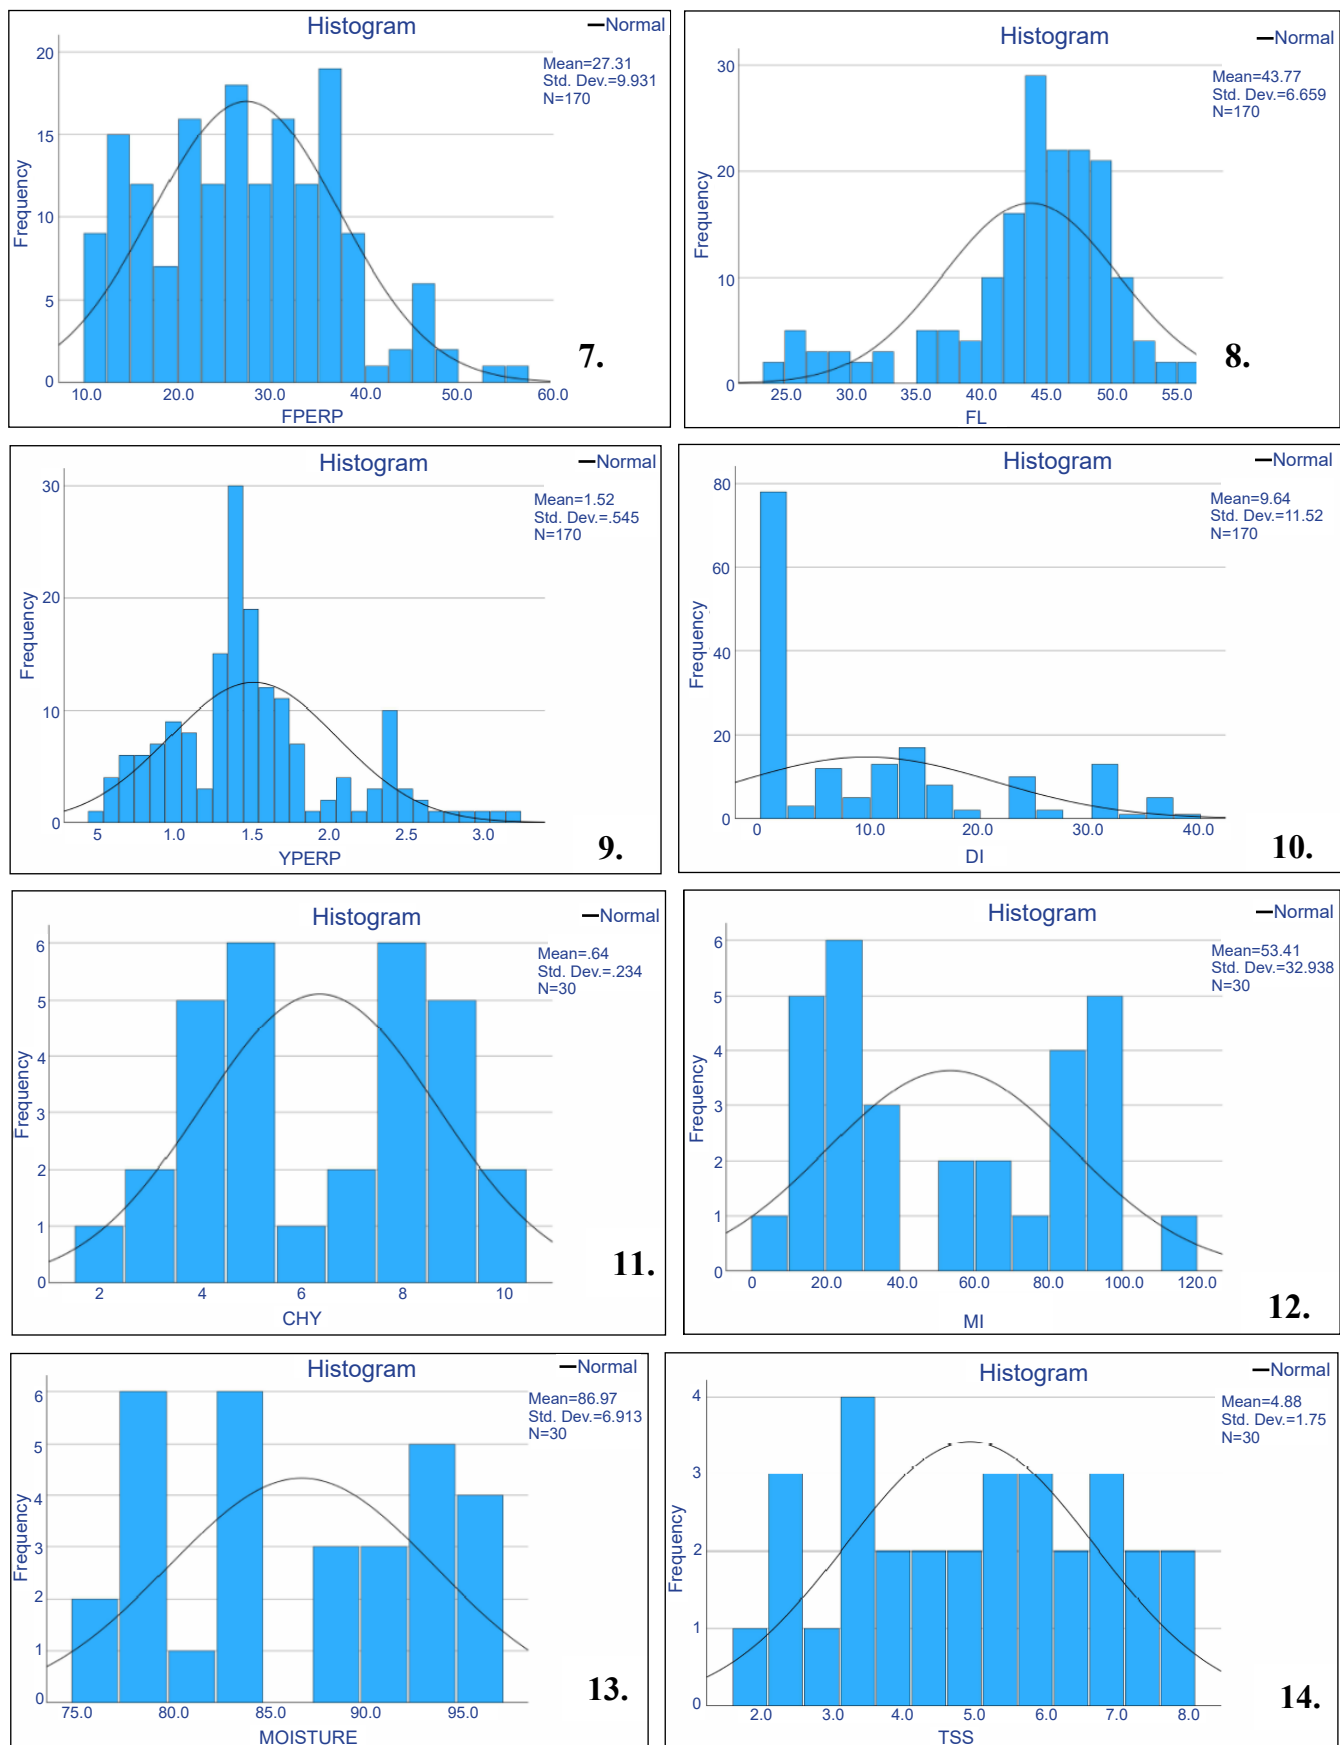 Histogram
—Normal
Mean=27.31
Std. Dev.=9.931
N=170
Frequency
20
15
10
5
0
10.0 20.0 30.0 40.0 50.0 60.0
FPERP
7.
Histogram
—Normal
Mean=43.77
Std. Dev.=6.659
N=170
Frequency
30
20
10
0
25.0 30.0 35.0 40.0 45.0 50.0 55.0
FL
8.
Histogram
—Normal
Mean=1.52
Std. Dev.=.545
N=170
Frequency
30
20
10
0
5 1.0 1.5 2.0 2.5 3.0
YPERP
9.
Histogram
—Normal
Mean=9.64
Std. Dev.=11.52
N=170
Frequency
80
60
40
20
0
0 10.0 20.0 30.0 40.0
DI
10.
Histogram
—Normal
Mean=.64
Std. Dev.=.234
N=30
Frequency
6
5
4
3
2
1
0
2 4 6 8 10
CHY
11.
Histogram
—Normal
Mean=53.41
Std. Dev.=32.938
N=30
Frequency
6
5
4
3
2
1
0
0 20.0 40.0 60.0 80.0 100.0 120.0
MI
12.
Histogram
—Normal
Mean=86.97
Std. Dev.=6.913
N=30
Frequency
6
5
4
3
2
1
0
75.0 80.0 85.0 90.0 95.0
MOISTURE
13.
Histogram
—Normal
Mean=4.88
Std. Dev.=1.75
N=30
Frequency
4
3
2
1
0
2.0 3.0 4.0 5.0 6.0 7.0 8.0
TSS
14.